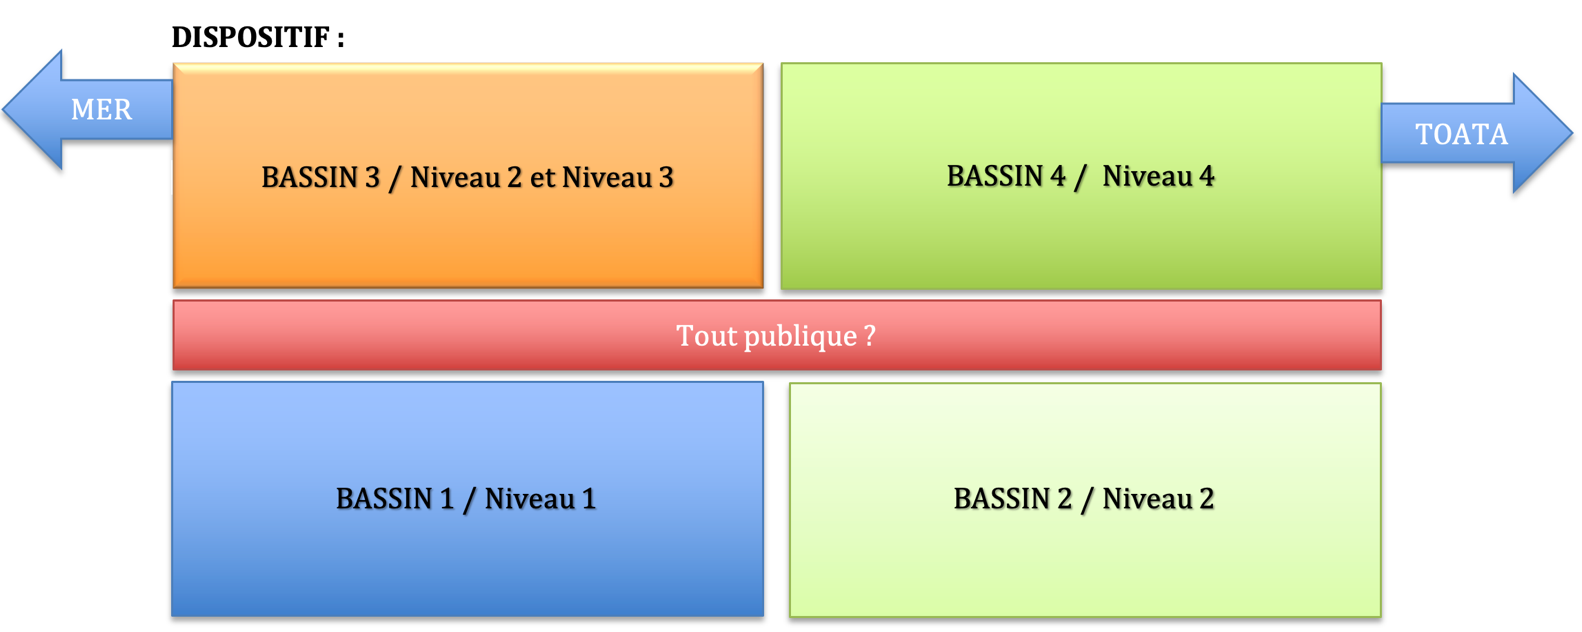 DISPOSITIF :
MER
BASSIN 3 / Niveau 2 et Niveau 3
BASSIN 4 / Niveau 4
TOATA
Tout publique ?
BASSIN 1 / Niveau 1
BASSIN 2 / Niveau 2